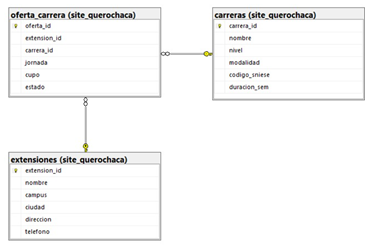 oferta_carrera (site_querochaca)
oferta_id
extension_id
carrera_id
jornada
cupo
estado
carreras (site_querochaca)
carrera_id
nombre
nivel
modalidad
codigo_sniese
duracion_sem
extensiones (site_querochaca)
extension_id
nombre
campus
ciudad
direccion
telefono